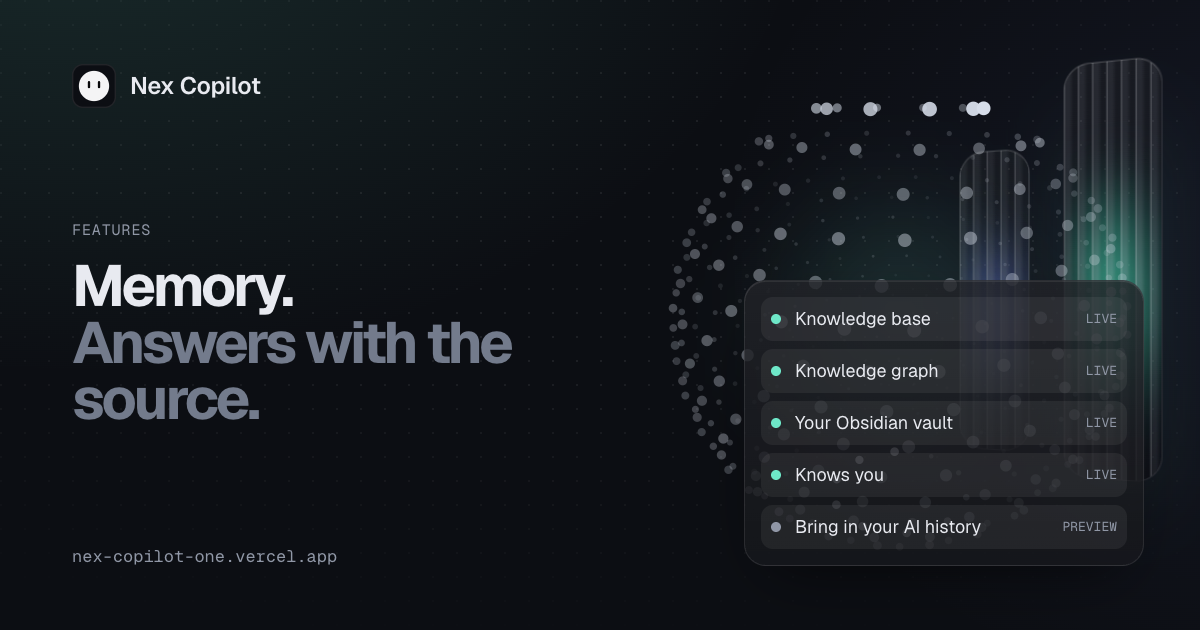 Nex Copilot
FEATURES
Memory.
Answers with the
source.
nex-copilot-one.vercel.app
Knowledge base LIVE
Knowledge graph LIVE
Your Obsidian vault LIVE
Knows you LIVE
Bring in your AI history PREVIEW